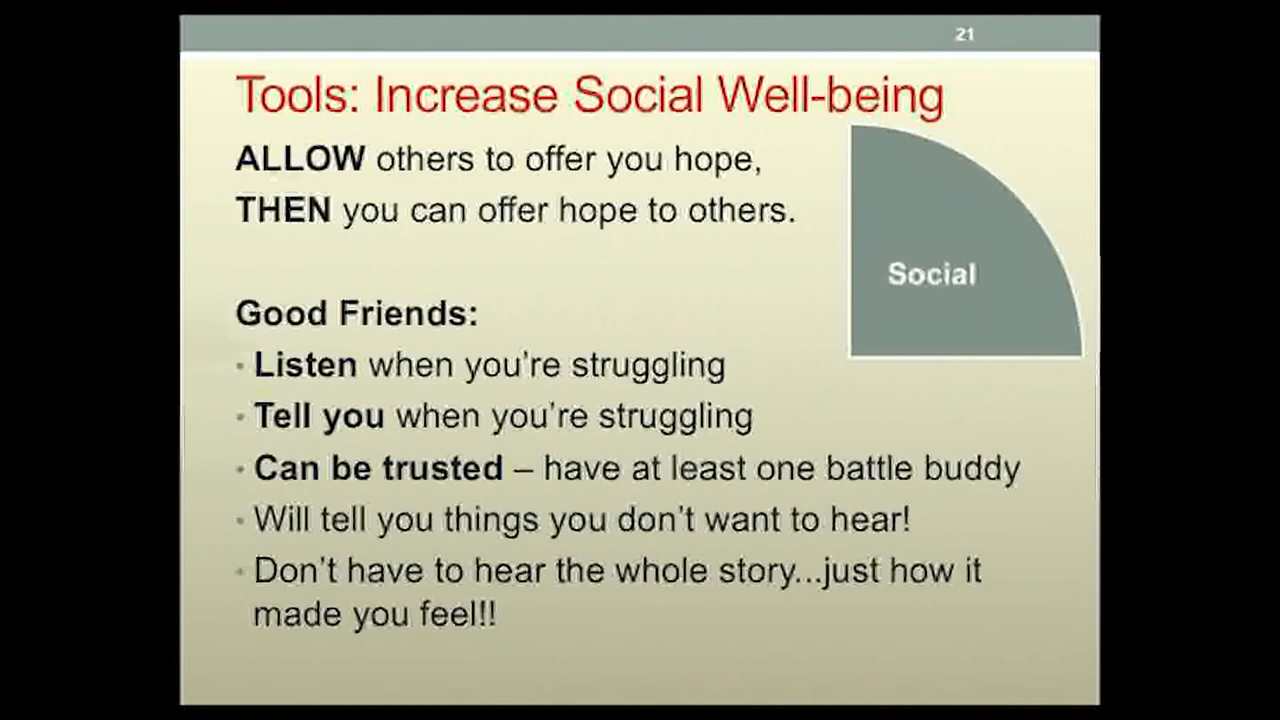 21
Tools: Increase Social Well-being
ALLOW others to offer you hope,
THEN you can offer hope to others.
Social
Good Friends:
• Listen when you're struggling
• Tell you when you're struggling
• Can be trusted – have at least one battle buddy
• Will tell you things you don't want to hear!
• Don't have to hear the whole story...just how it
made you feel!!